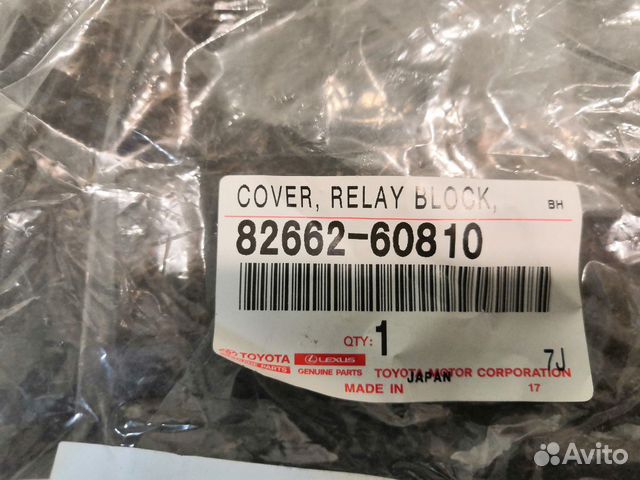 COVER, RELAY BLOCK, BH
82662-60810
QTY: 1
TOYOTA LEXUS 7J
GENUINE PARTS TOYOTA MOTOR CORPORATION
MADE IN JAPAN 17
Avito